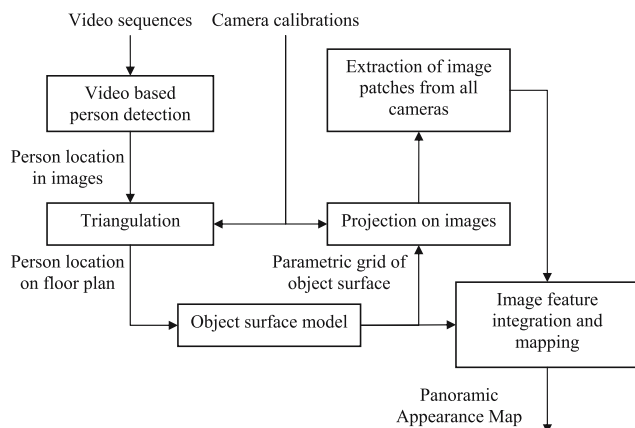 Video sequences
Camera calibrations
Video based
person detection
Extraction of image
patches from all
cameras
Person location
in images
Triangulation
Projection on images
Person location
on floor plan
Parametric grid of
object surface
Object surface model
Image feature
integration and
mapping
Panoramic
Appearance Map